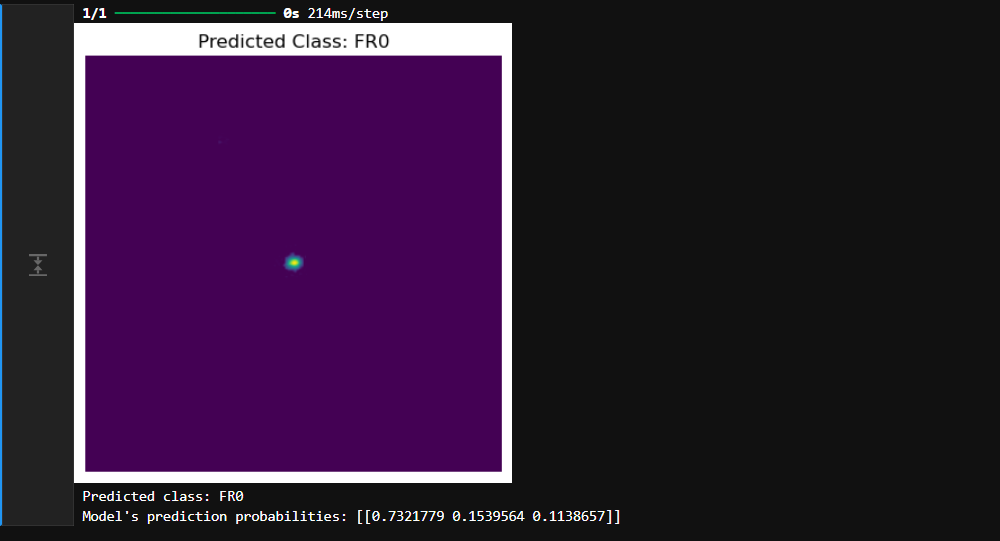 1/1 0s 214ms/step
Predicted Class: FR0
Predicted class: FR0
Model's prediction probabilities: [[0.7321779 0.1539564 0.1138657]]